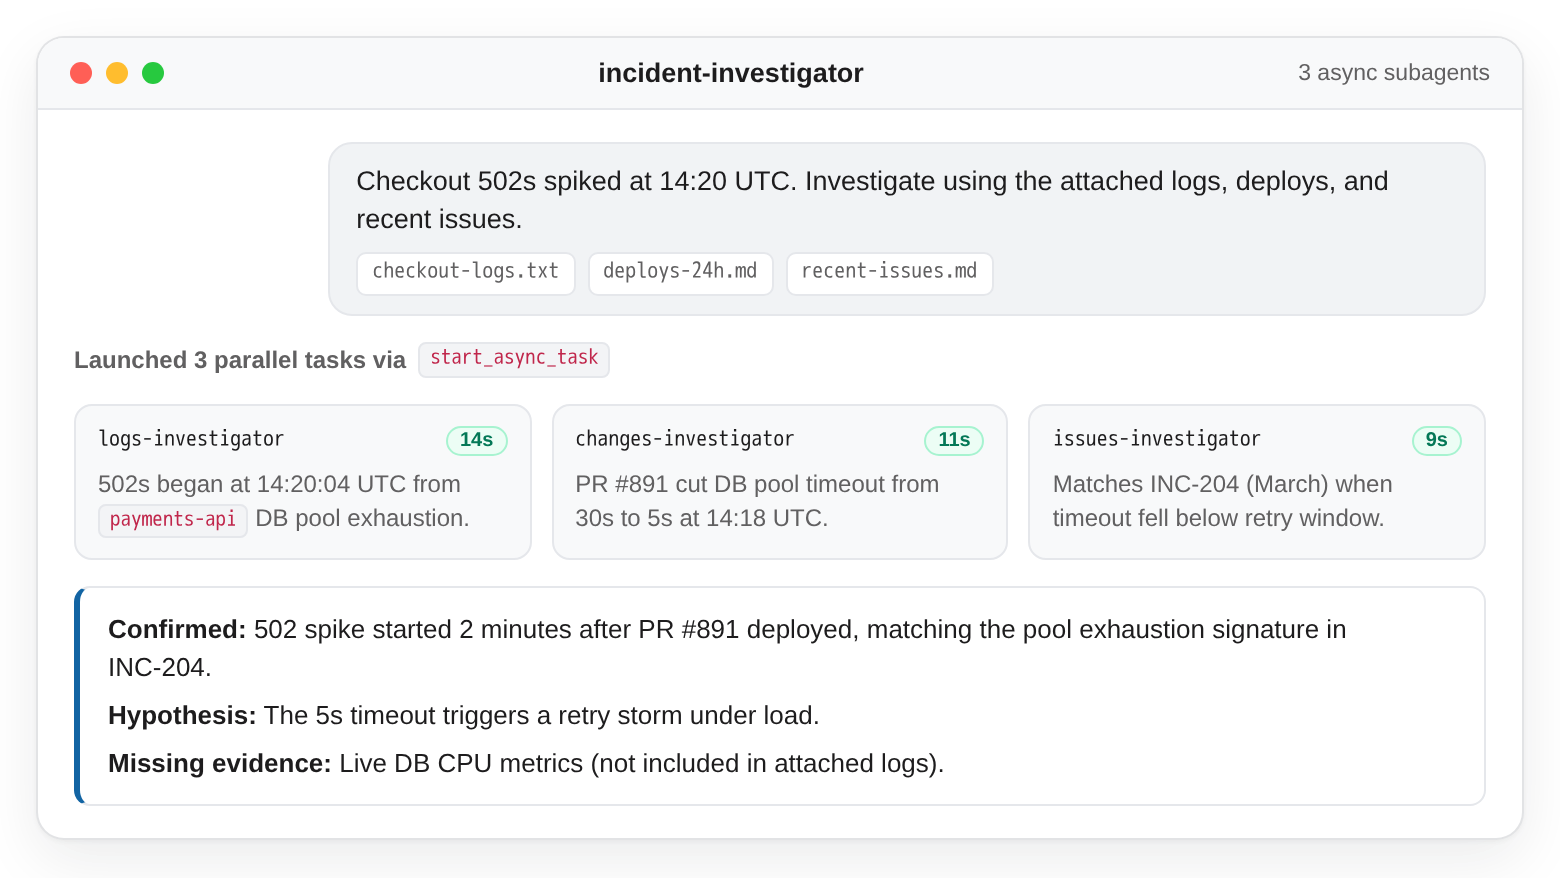 incident-investigator
3 async subagents
Checkout 502s spiked at 14:20 UTC. Investigate using the attached logs, deploys, and
recent issues.
checkout-logs.txt deploys-24h.md recent-issues.md
Launched 3 parallel tasks via start_async_task
logs-investigator 14s
502s began at 14:20:04 UTC from
payments-api DB pool exhaustion.
changes-investigator 11s
PR #891 cut DB pool timeout from
30s to 5s at 14:18 UTC.
issues-investigator 9s
Matches INC-204 (March) when
timeout fell below retry window.
Confirmed: 502 spike started 2 minutes after PR #891 deployed, matching the pool exhaustion signature in
INC-204.
Hypothesis: The 5s timeout triggers a retry storm under load.
Missing evidence: Live DB CPU metrics (not included in attached logs).